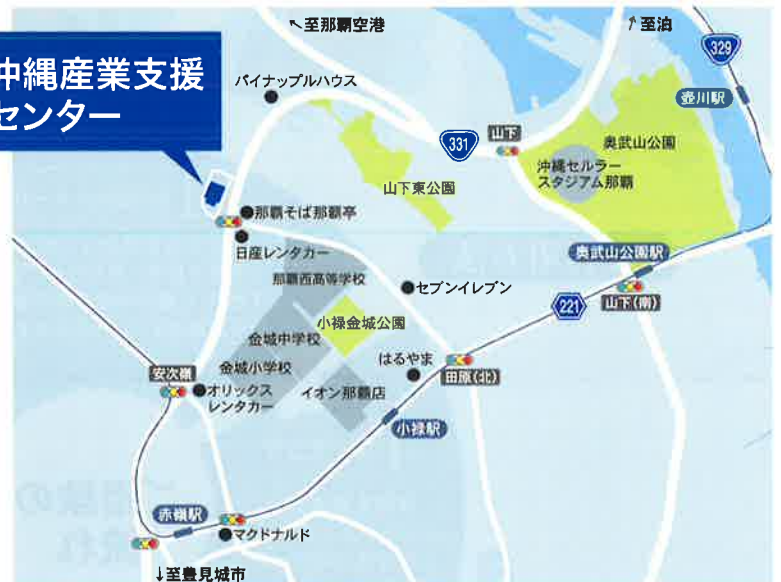 ↖至那覇空港
↗至泊
329
沖縄産業支援
センター
パイナップルハウス
壺川駅
331
山下
奥武山公園
沖縄セルラー
スタジアム那覇
山下東公園
那覇そば那覇亭
日産レンタカー
奥武山公園駅
那覇西高等学校
セブンイレブン
221
山下(南)
小禄金城公園
金城中学校
はるやま
金城小学校
田原(北)
安次嶺
オリックス
レンタカー
イオン那覇店
小禄駅
赤嶺駅
マクドナルド
↓至豊見城市